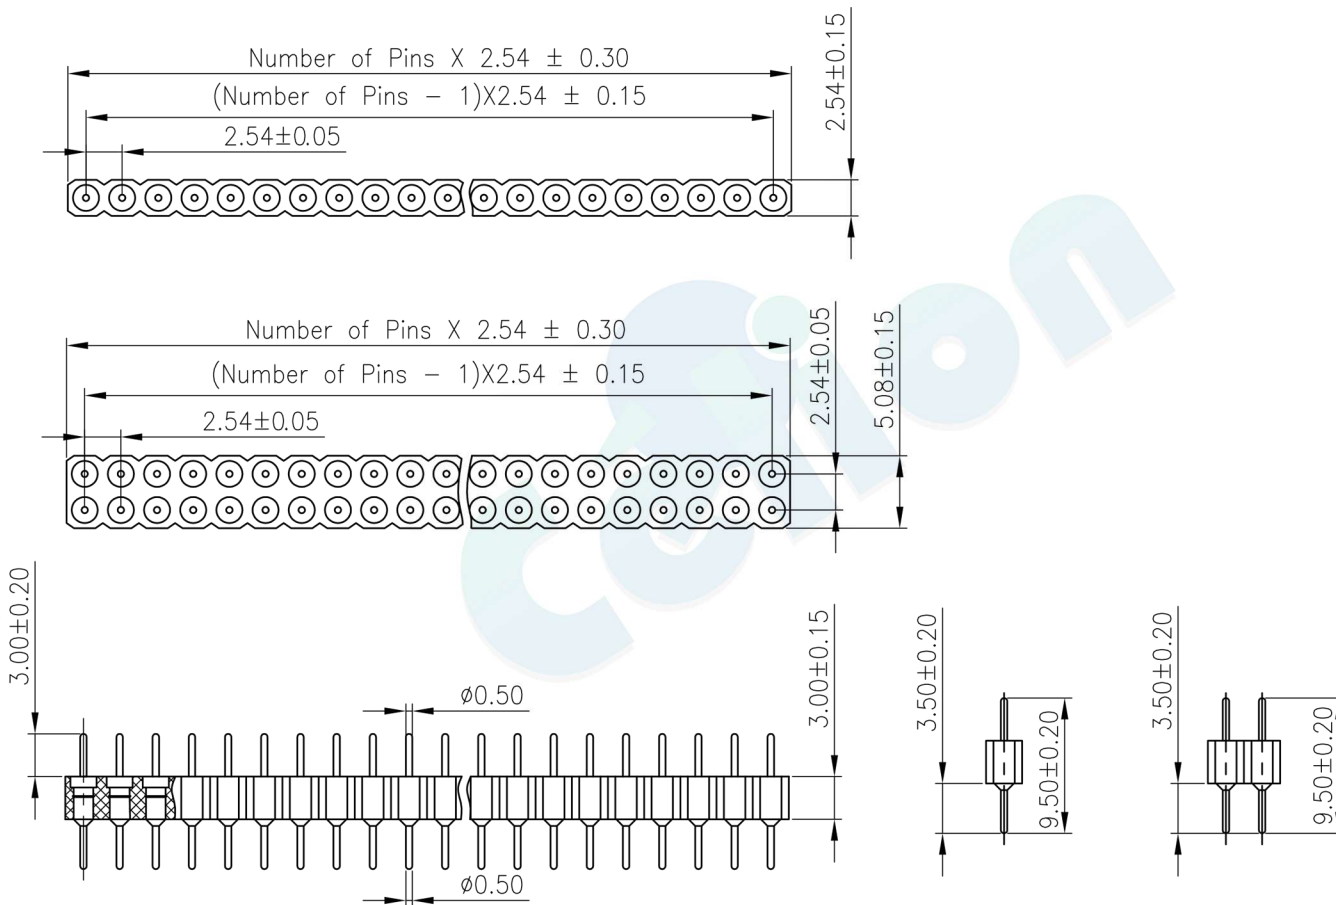 Number of Pins X 2.54 ± 0.30
(Number of Pins - 1)X2.54 ± 0.15
2.54±0.05
2.54±0.15
Number of Pins X 2.54 ± 0.30
(Number of Pins - 1)X2.54 ± 0.15
2.54±0.05
2.54±0.05
5.08±0.15
3.00±0.20
ø0.50
3.00±0.15
ø0.50
3.50±0.20
9.50±0.20
3.50±0.20
9.50±0.20